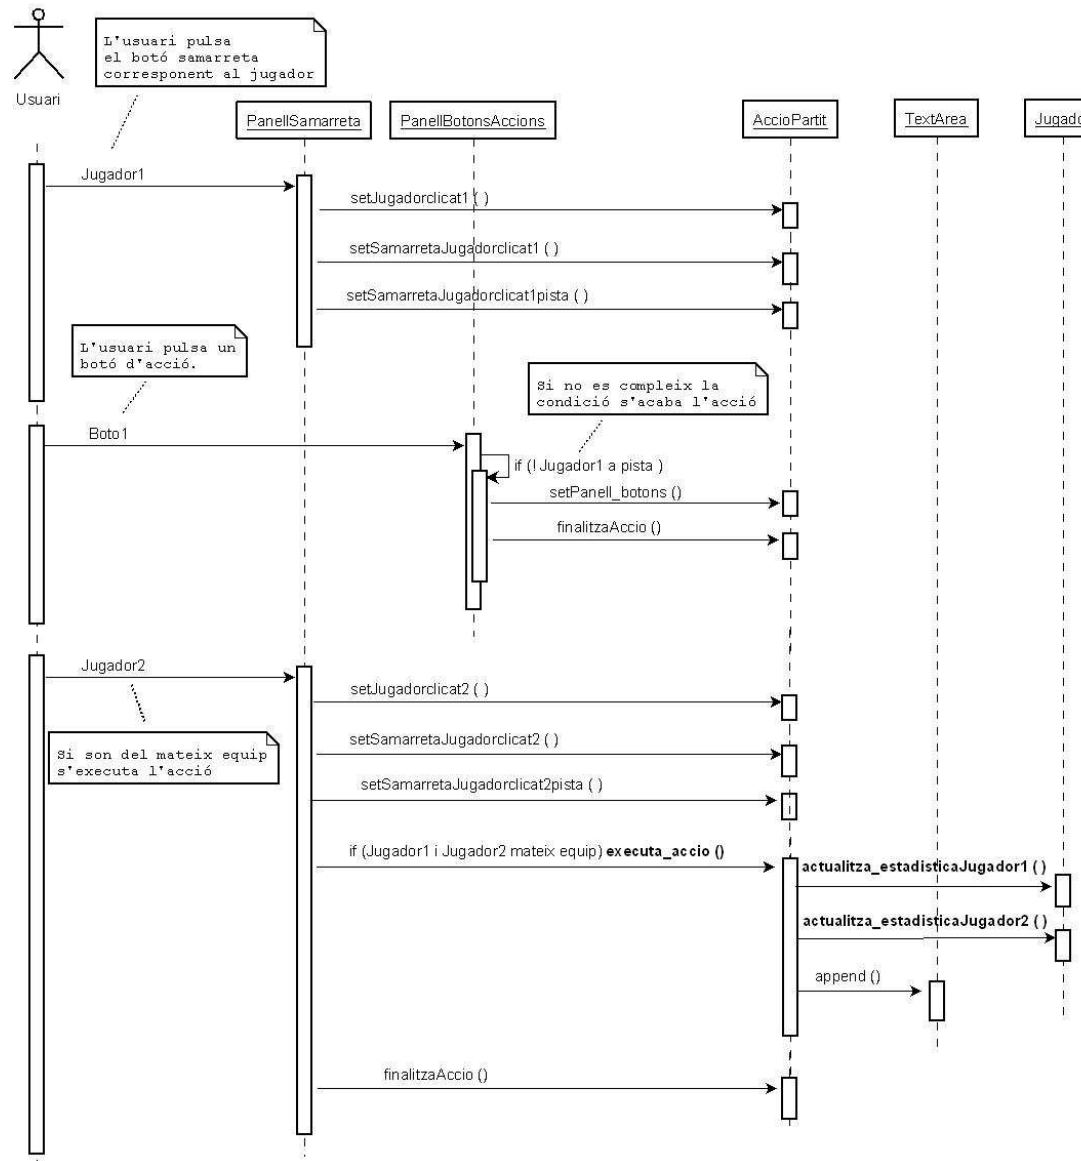 L'usuari pulsa
el botó samarreta
corresponent al jugador
Usuari
PanellSamarreta
PanellBotonsAccions
AccioPartit
TextArea
Jugado
Jugador1
setJugadorclicat1 ( )
setSamarretaJugadorclicat1 ( )
setSamarretaJugadorclicat1pista ( )
L'usuari pulsa un
botó d'acció.
Si no es compleix la
condició s'acaba l'acció
Boto1
if (! Jugador1 a pista )
setPanell_botons ()
finalitzaAccio ()
Jugador2
setJugadorclicat2 ( )
Si son del mateix equip
s'executa l'acció
setSamarretaJugadorclicat2 ( )
setSamarretaJugadorclicat2pista ( )
if (Jugador1 i Jugador2 mateix equip) executa_accio ()
actualitza_estadisticaJugador1 ( )
actualitza_estadisticaJugador2 ( )
append ()
finalitzaAccio ()